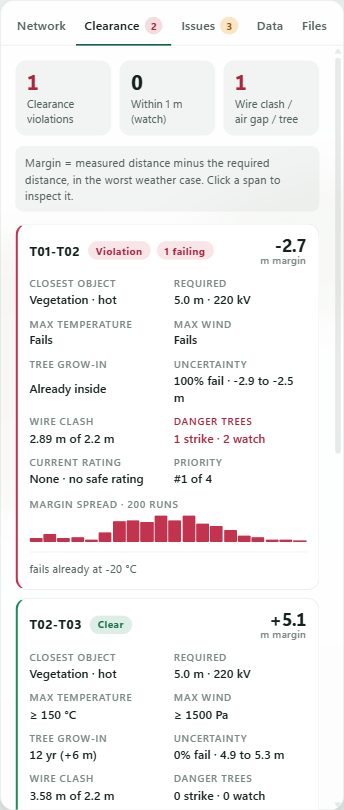 Network Clearance 2 Issues 3 Data Files
1 0 1
Clearance violations
Within 1 m (watch)
Wire clash / air gap / tree
Margin = measured distance minus the required
distance, in the worst weather case. Click a span to
inspect it.
T01-T02 Violation 1 failing -2.7
m margin
CLOSEST OBJECT REQUIRED
Vegetation · hot 5.0 m · 220 kV
MAX TEMPERATURE MAX WIND
Fails Fails
TREE GROW-IN UNCERTAINTY
Already inside 100% fail · -2.9 to -2.5
m
WIRE CLASH DANGER TREES
2.89 m of 2.2 m 1 strike · 2 watch
CURRENT RATING PRIORITY
None · no safe rating #1 of 4
MARGIN SPREAD · 200 RUNS
fails already at -20 °C
T02-T03 Clear +5.1
m margin
CLOSEST OBJECT REQUIRED
Vegetation · hot 5.0 m · 220 kV
MAX TEMPERATURE MAX WIND
≥ 150 °C ≥ 1500 Pa
TREE GROW-IN UNCERTAINTY
12 yr (+6 m) 0% fail · 4.9 to 5.3 m
WIRE CLASH DANGER TREES
3.58 m of 2.2 m 0 strike · 0 watch